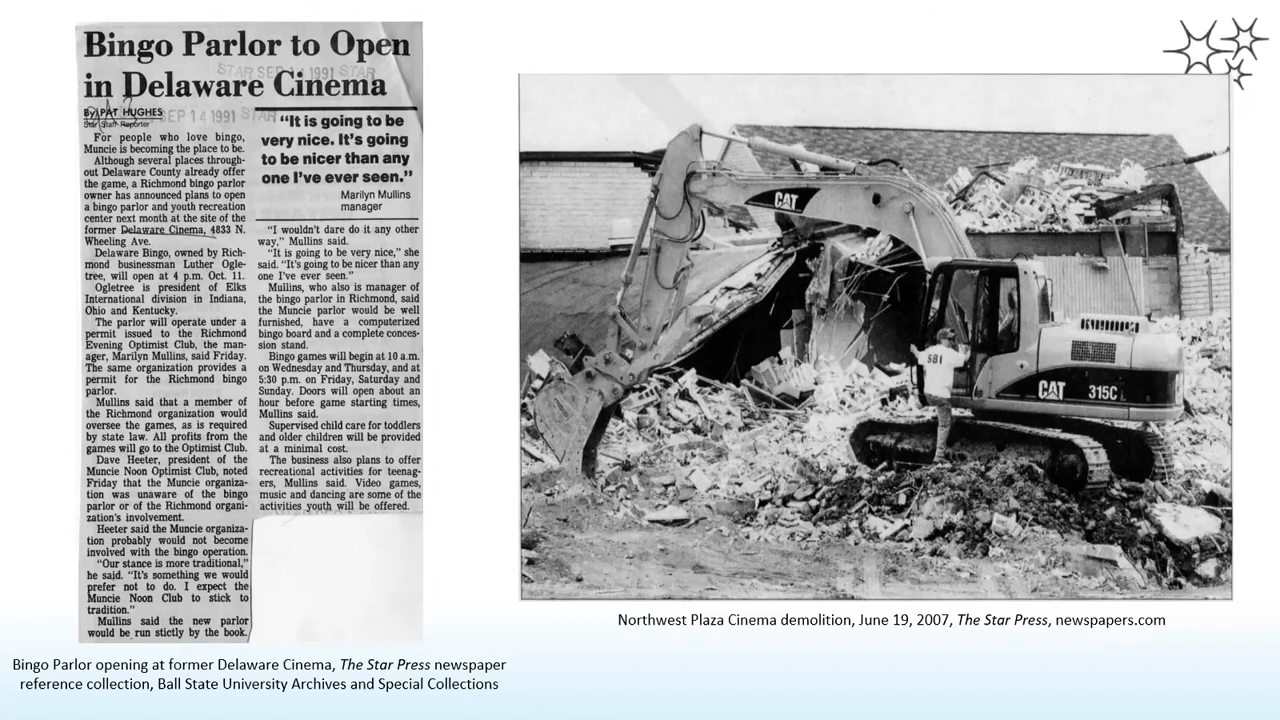 Bingo Parlor to Open
in Delaware Cinema
STAR SEP 14 1991 STAR
SEP 14 1991 STAR
By PAT HUGHES
Star Staff Reporter
For people who love bingo,
Muncie is becoming the place to be.
Although several places through-
out Delaware County already offer
the game, a Richmond bingo parlor
owner has announced plans to open
a bingo parlor and youth recreation
center next month at the site of the
former Delaware Cinema, 4833 N.
Wheeling Ave.
Delaware Bingo, owned by Rich-
mond businessman Luther Ogle-
tree, will open at 4 p.m. Oct. 11.
Ogletree is president of Elks
International division in Indiana,
Ohio and Kentucky.
The parlor will operate under a
permit issued to the Richmond
Evening Optimist Club, the man-
ager, Marilyn Mullins, said Friday.
The same organization provides a
permit for the Richmond bingo
parlor.
Mullins said that a member of
the Richmond organization would
oversee the games, as is required
by state law. All profits from the
games will go to the Optimist Club.
Dave Heeter, president of the
Muncie Noon Optimist Club, noted
Friday that the Muncie organiza-
tion was unaware of the bingo
parlor or of the Richmond organi-
zation's involvement.
Heeter said the Muncie organiza-
tion probably would not become
involved with the bingo operation.
"Our stance is more traditional,"
he said. "It's something we would
prefer not to do. I expect the
Muncie Noon Club to stick to
tradition."
Mullins said the new parlor
would be run stictly by the book.
"It is going to be
very nice. It's going
to be nicer than any
one I've ever seen."
Marilyn Mullins
manager
"I wouldn't dare do it any other
way," Mullins said.
"It is going to be very nice," she
said. "It's going to be nicer than any
one I've ever seen."
Mullins, who also is manager of
the bingo parlor in Richmond, said
the Muncie parlor would be well
furnished, have a computerized
bingo board and a complete conces-
sion stand.
Bingo games will begin at 10 a.m.
on Wednesday and Thursday, and at
5:30 p.m. on Friday, Saturday and
Sunday. Doors will open about an
hour before game starting times,
Mullins said.
Supervised child care for toddlers
and older children will be provided
at a minimal cost.
The business also plans to offer
recreational activities for teenag-
ers, Mullins said. Video games,
music and dancing are some of the
activities youth will be offered.
CAT
581
CAT 315C
Northwest Plaza Cinema demolition, June 19, 2007, The Star Press, newspapers.com
Bingo Parlor opening at former Delaware Cinema, The Star Press newspaper
reference collection, Ball State University Archives and Special Collections